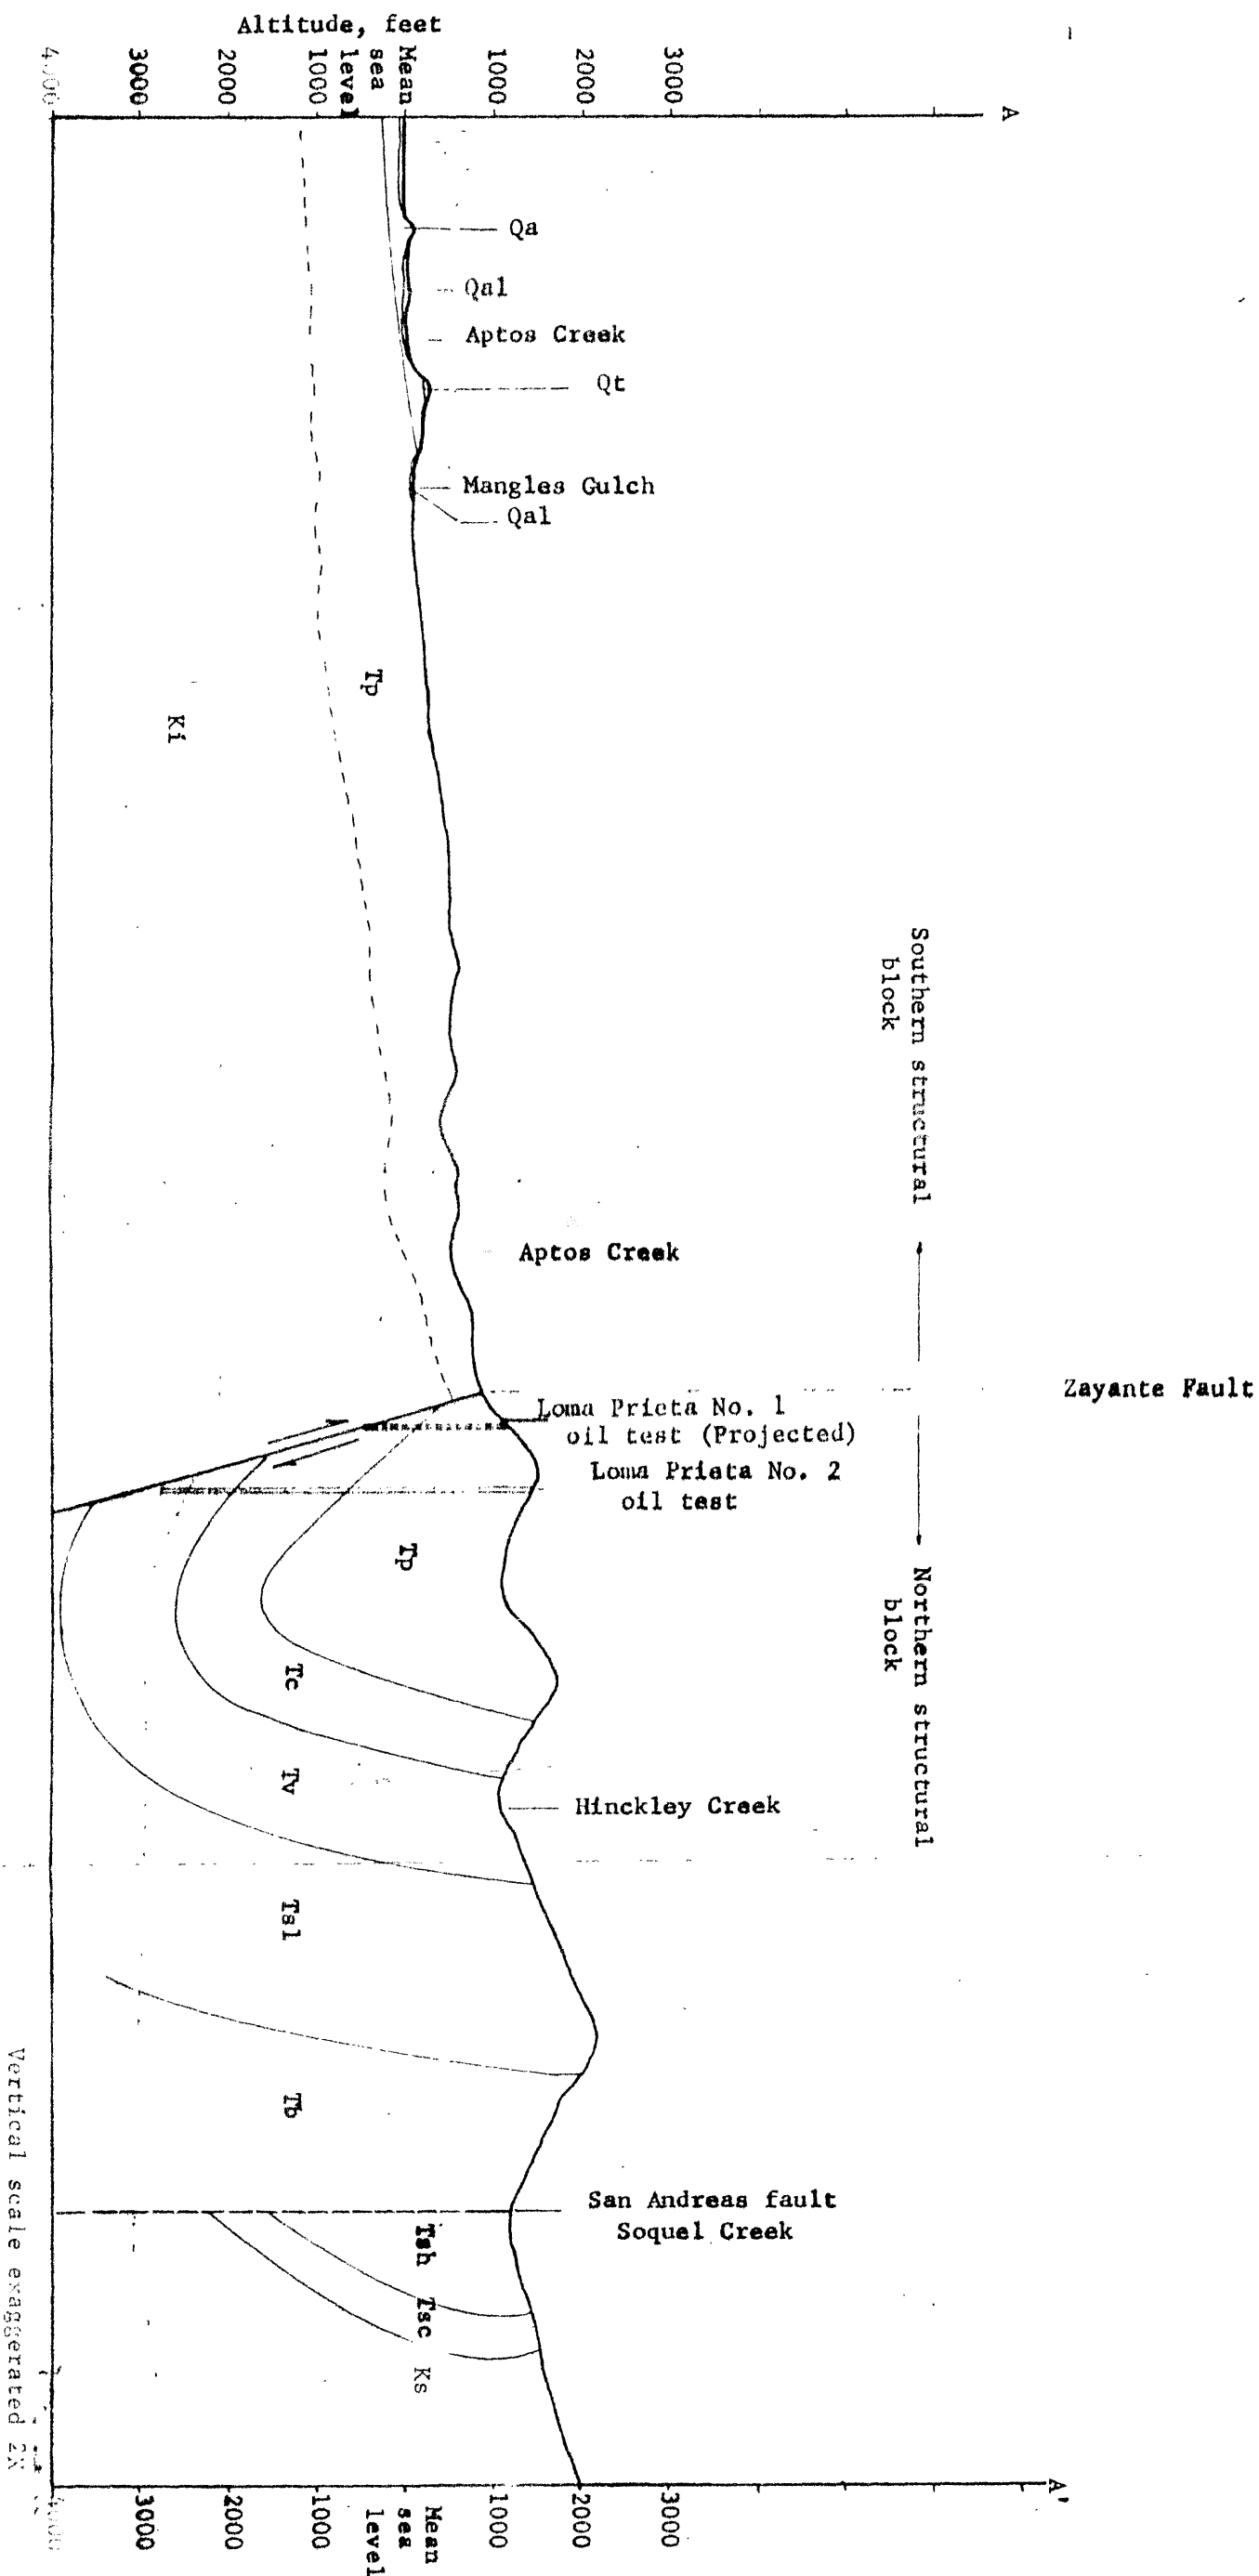 Altitude, feet
4000
3000
2000
1000
Mean
sea
level
1000
2000
3000
A
Qa
Qal
Aptos Creek
Qt
Mangles Gulch
Qal
Tp
Ki
Southern structural
block
Aptos Creek
Zayante Fault
Loma Prieta No. 1
oil test (Projected)
Loma Prieta No. 2
oil test
Northern structural
block
Tp
Tc
Tv
Hinckley Creek
Tsl
Tb
San Andreas fault
Soquel Creek
Tsh
Tsc
Ks
A'
4000
3000
2000
1000
Mean
sea
level
1000
2000
3000
Vertical scale exaggerated 2X